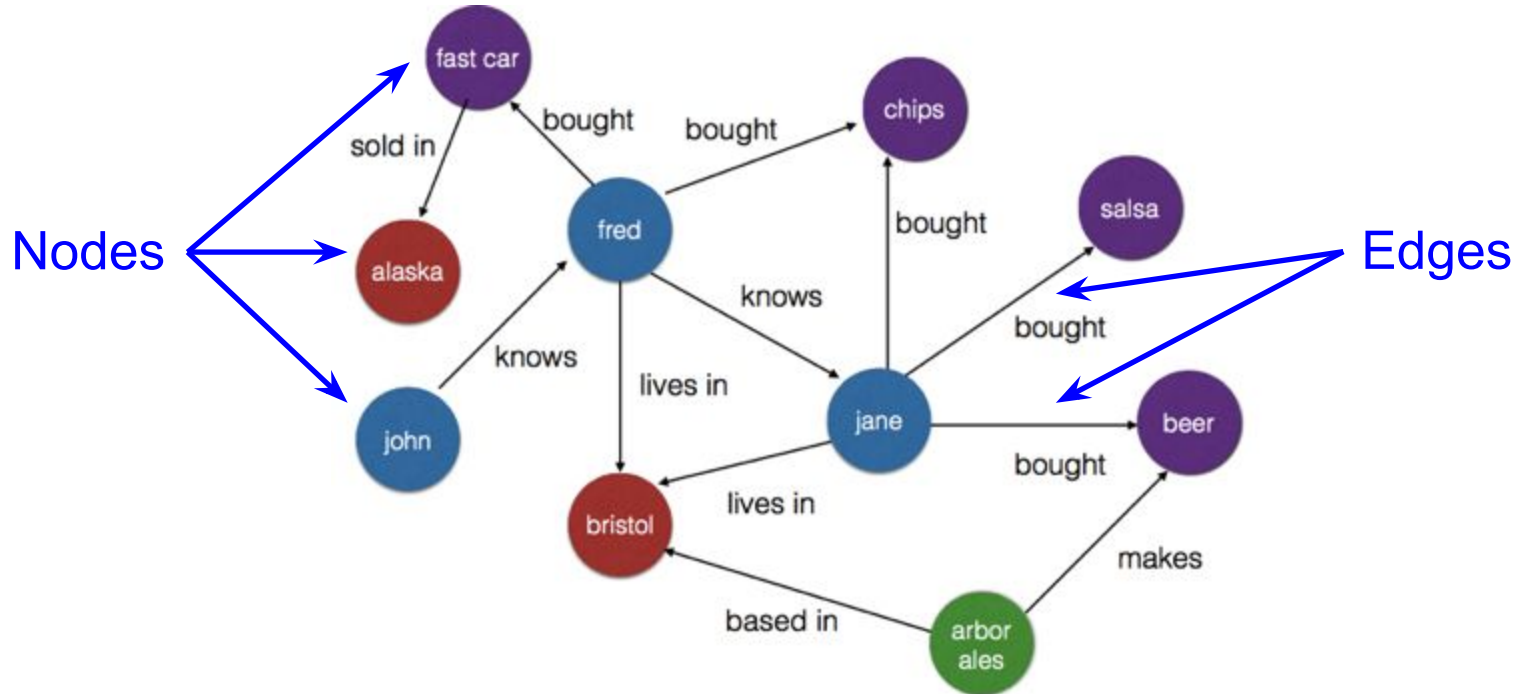 fast car
bought
bought
chips
sold in
salsa
bought
fred
Nodes
Edges
alaska
knows
bought
knows
lives in
john
jane
beer
bought
lives in
bristol
makes
based in
arbor
ales